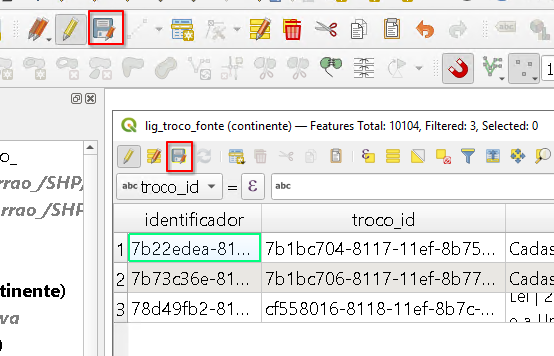 1
lig_troco_fonte (continente) — Features Total: 10104, Filtered: 3, Selected: 0
rrao_/SHP/
rrao_/SHP
abc troco_id = ε abc
identificador troco_id
1 7b22edea-81... 7b1bc704-8117-11ef-8b75... Cadas
2 7b73c36e-81... 7b1bc706-8117-11ef-8b77... Cadas
tinente)
3 78d49fb2-81... cf558016-8118-11ef-8b7c-... Lei | 2
va e a Un
)